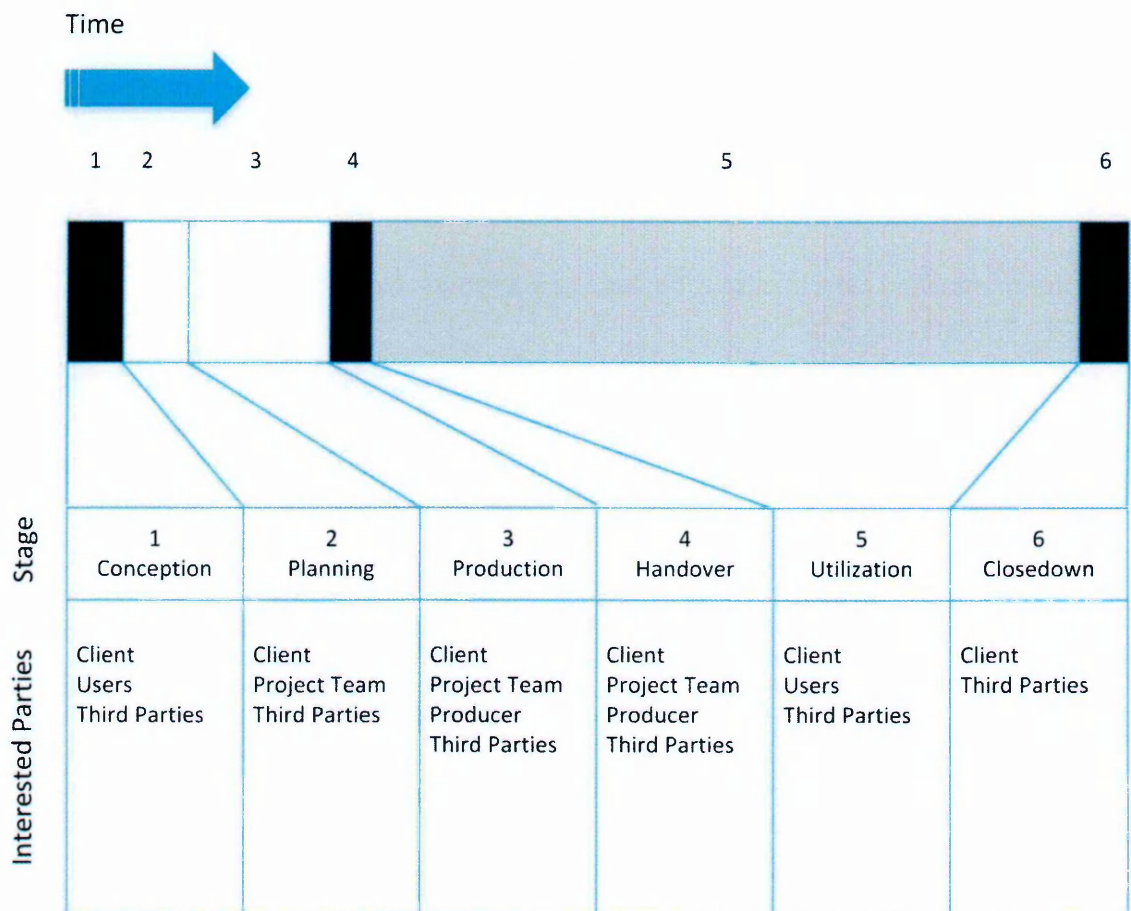 Time
1 2 3 4 5 6
Stage
1 2 3 4 5 6
Conception Planning Production Handover Utilization Closedown
Interested Parties
Client
Users
Third Parties
Client
Project Team
Third Parties
Client
Project Team
Producer
Third Parties
Client
Project Team
Producer
Third Parties
Client
Users
Third Parties
Client
Third Parties